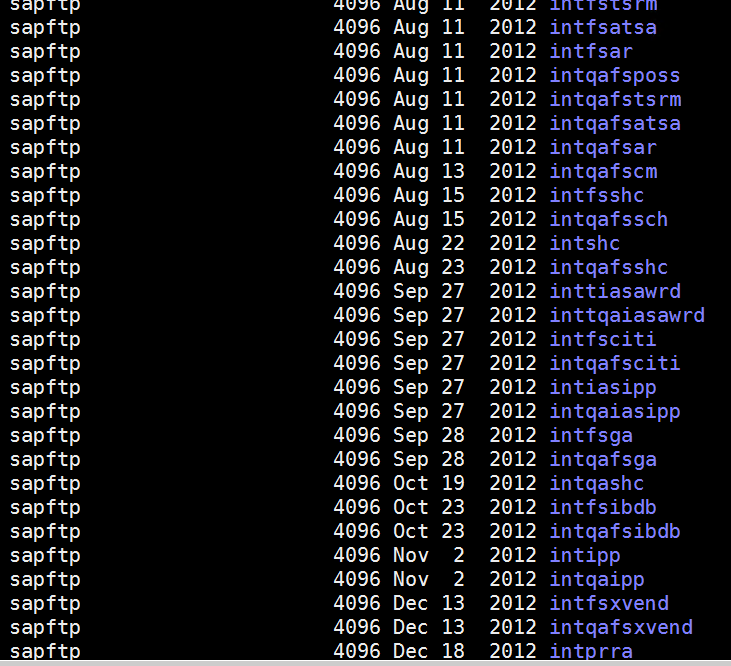 sapftp 4096 Aug 11 2012 intfstsrm
sapftp 4096 Aug 11 2012 intfsatsa
sapftp 4096 Aug 11 2012 intfsar
sapftp 4096 Aug 11 2012 intqafsposs
sapftp 4096 Aug 11 2012 intqafstsrm
sapftp 4096 Aug 11 2012 intqafsatsa
sapftp 4096 Aug 11 2012 intqafsar
sapftp 4096 Aug 13 2012 intqafscm
sapftp 4096 Aug 15 2012 intfsshc
sapftp 4096 Aug 15 2012 intqafssch
sapftp 4096 Aug 22 2012 intshc
sapftp 4096 Aug 23 2012 intqafsshc
sapftp 4096 Sep 27 2012 inttiasawrd
sapftp 4096 Sep 27 2012 inttqaiasawrd
sapftp 4096 Sep 27 2012 intfsciti
sapftp 4096 Sep 27 2012 intqafsciti
sapftp 4096 Sep 27 2012 intiasipp
sapftp 4096 Sep 27 2012 intqaiasipp
sapftp 4096 Sep 28 2012 intfsga
sapftp 4096 Sep 28 2012 intqafsga
sapftp 4096 Oct 19 2012 intqashc
sapftp 4096 Oct 23 2012 intfsibdb
sapftp 4096 Oct 23 2012 intqafsibdb
sapftp 4096 Nov 2 2012 intipp
sapftp 4096 Nov 2 2012 intqaipp
sapftp 4096 Dec 13 2012 intfsxvend
sapftp 4096 Dec 13 2012 intqafsxvend
sapftp 4096 Dec 18 2012 intprra